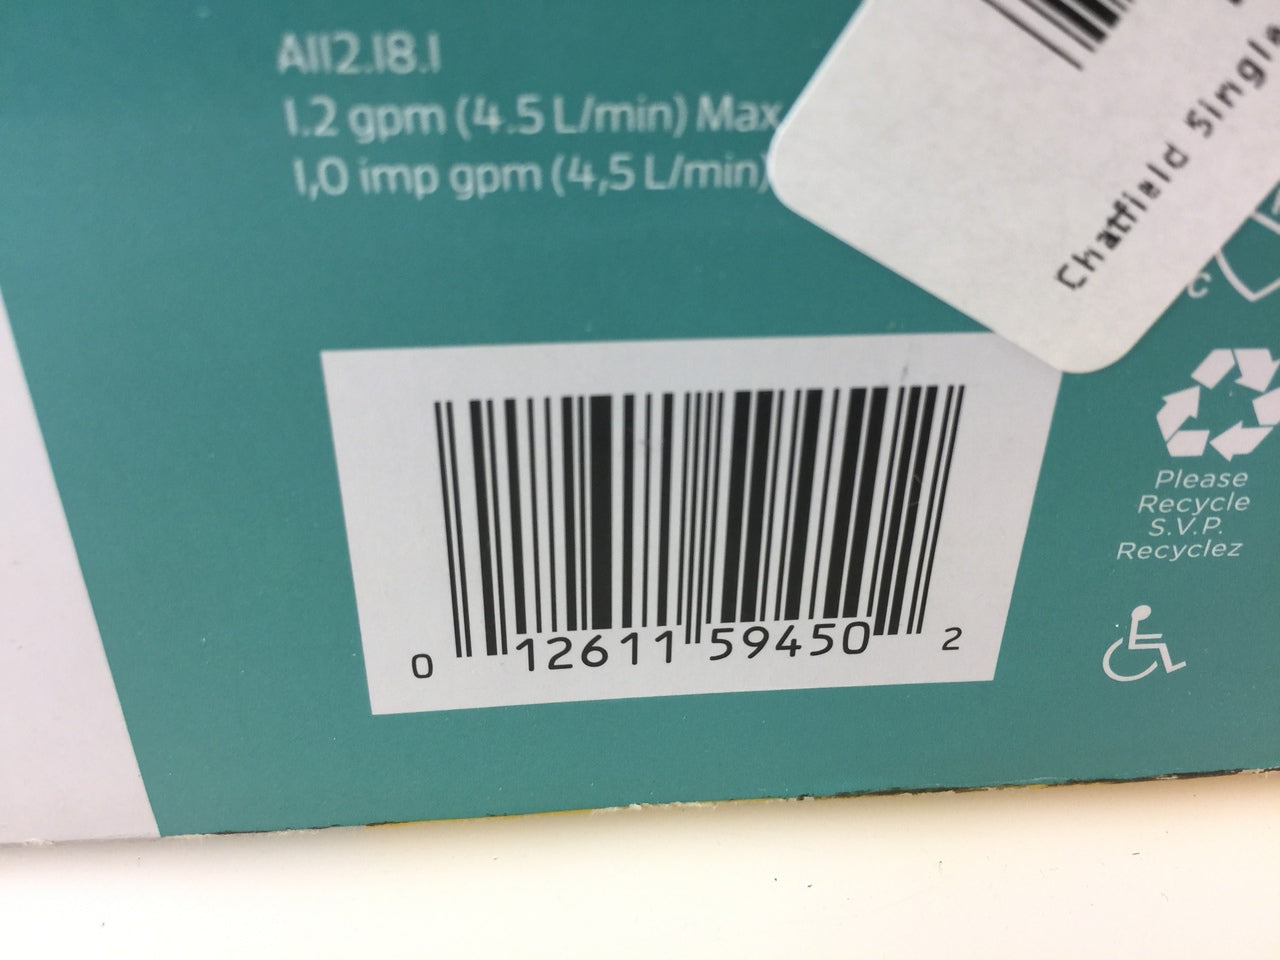 A112.18.1
1.2 gpm (4.5 L/min) Max
1,0 imp gpm (4,5 L/min)
Chatfield Single
Please
Recycle
S.V.P.
Recyclez
0 12611 59450 2